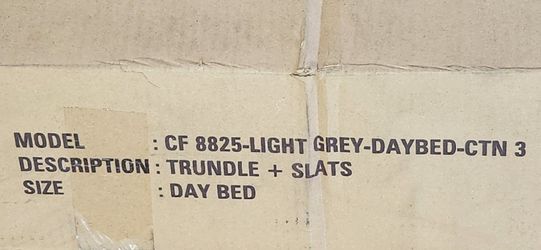 MODEL : CF 8825-LIGHT GREY-DAYBED-CTN 3
DESCRIPTION : TRUNDLE + SLATS
SIZE : DAY BED